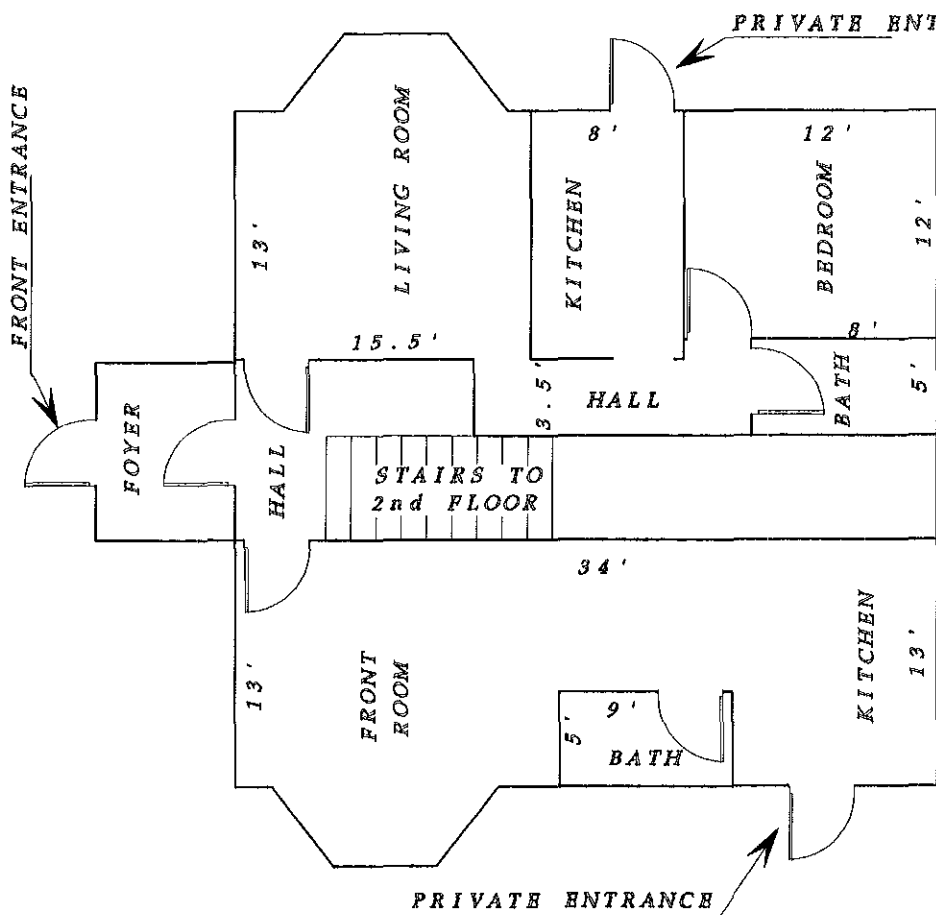 PRIVATE ENT
FRONT ENTRANCE
8'
12'
LIVING ROOM
KITCHEN
BEDROOM
12'
13'
15.5'
8'
3.5'
HALL
BATH
5'
FOYER
HALL
STAIRS TO
2nd FLOOR
34'
13'
FRONT
ROOM
KITCHEN
13'
9'
5'
BATH
PRIVATE ENTRANCE